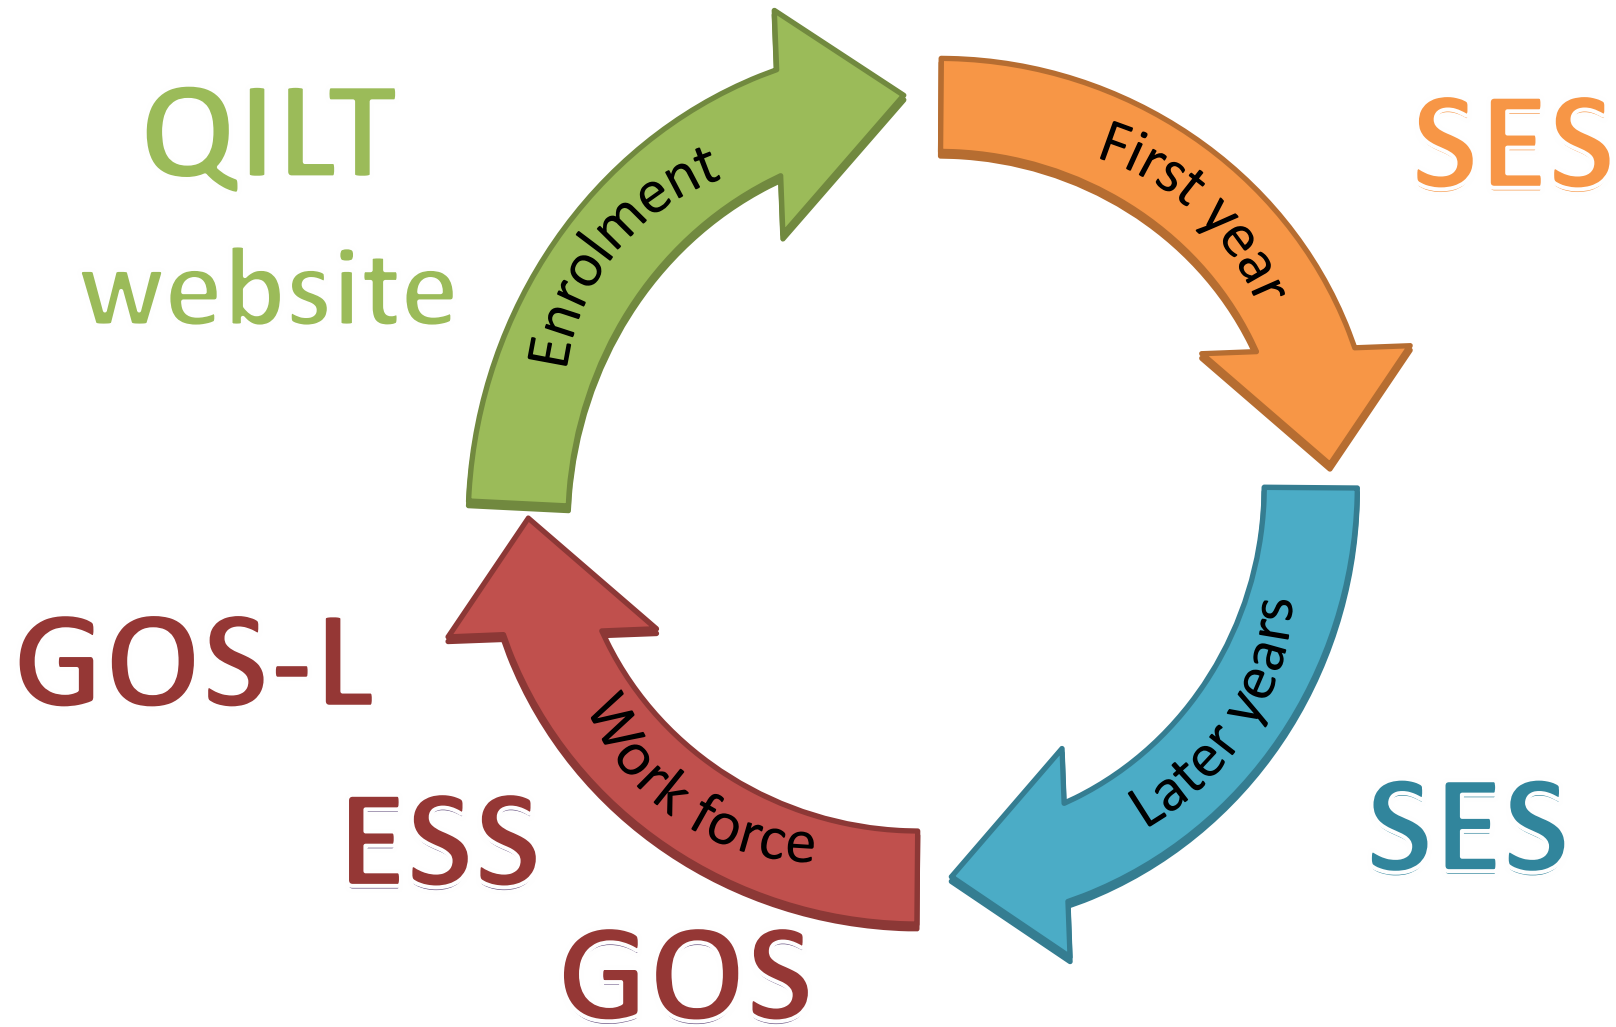 QILT
website
Enrolment
First year
SES
Later years
SES
Work force
GOS
ESS
GOS-L